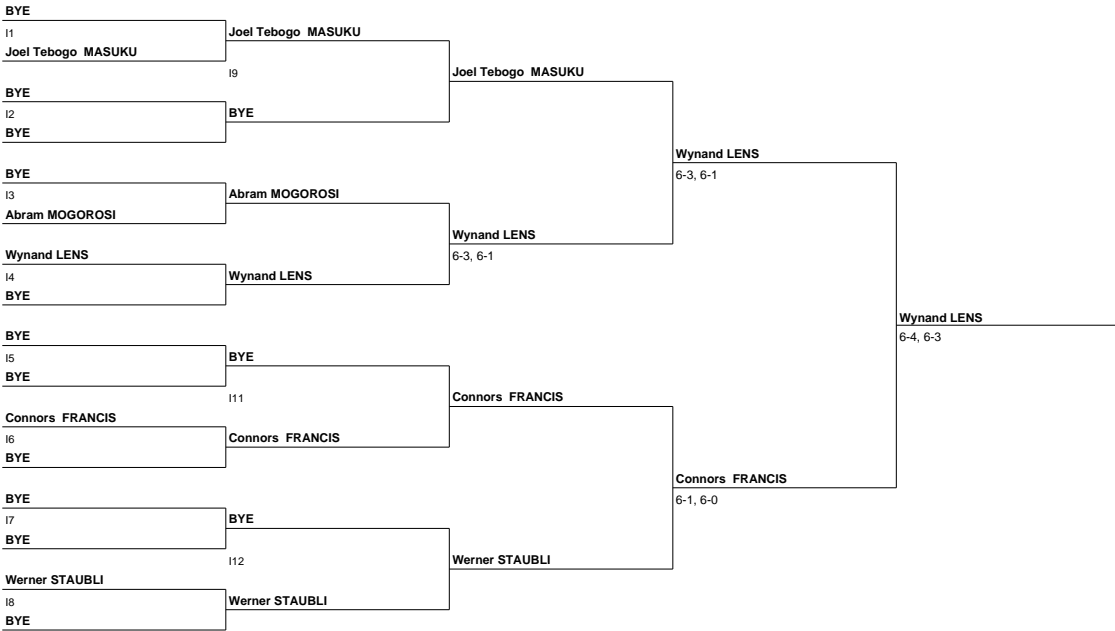 BYE
I1
Joel Tebogo  MASUKU
BYE
I2
BYE
BYE
I3
Abram MOGOROSI
Wynand LENS
I4
BYE
BYE
I5
BYE
Connors  FRANCIS
I6
BYE
BYE
I7
BYE
Werner STAUBLI
I8
BYE
Joel Tebogo  MASUKU
I9
BYE
Abram MOGOROSI
Wynand LENS
BYE
I11
Connors  FRANCIS
BYE
I12
Werner STAUBLI
Joel Tebogo  MASUKU
Wynand LENS
6-3, 6-1
Connors  FRANCIS
Werner STAUBLI
Wynand LENS
6-3, 6-1
Connors  FRANCIS
6-1, 6-0
Wynand LENS
6-4, 6-3